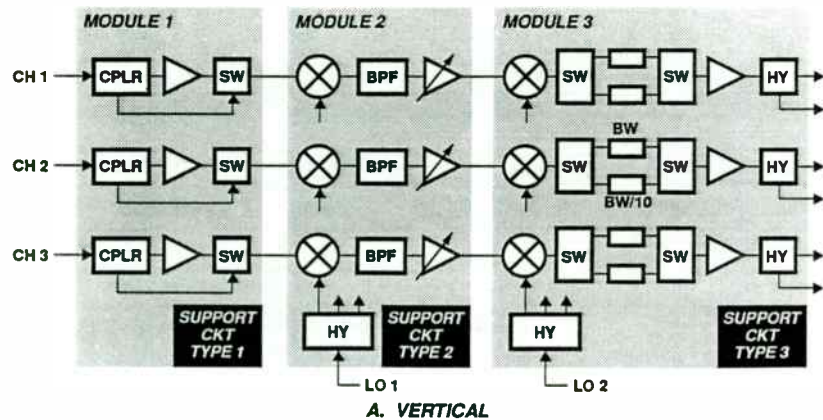 MODULE 1 MODULE 2 MODULE 3
CH 1 CPLR SW BPF SW SW HY
BW
CH 2 CPLR SW BPF SW SW HY
BW/10
CH 3 CPLR SW BPF SW SW HY
SUPPORT CKT TYPE 1
HY
SUPPORT CKT TYPE 2
HY
SUPPORT CKT TYPE 3
LO 1 LO 2
A. VERTICAL